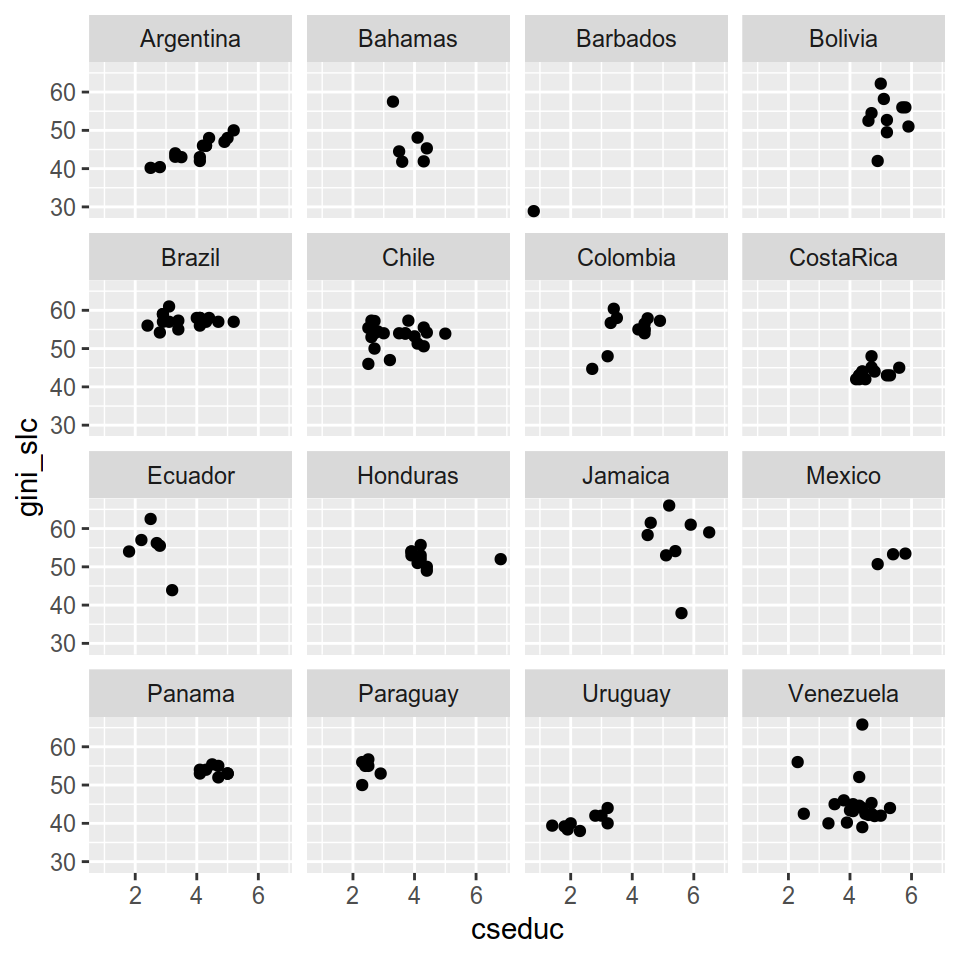 Argentina Bahamas Barbados Bolivia
60
50
40
30
Brazil Chile Colombia CostaRica
60
50
40
30
gini_slc
Ecuador Honduras Jamaica Mexico
60
50
40
30
Panama Paraguay Uruguay Venezuela
60
50
40
30
2 4 6 2 4 6 2 4 6 2 4 6
cseduc